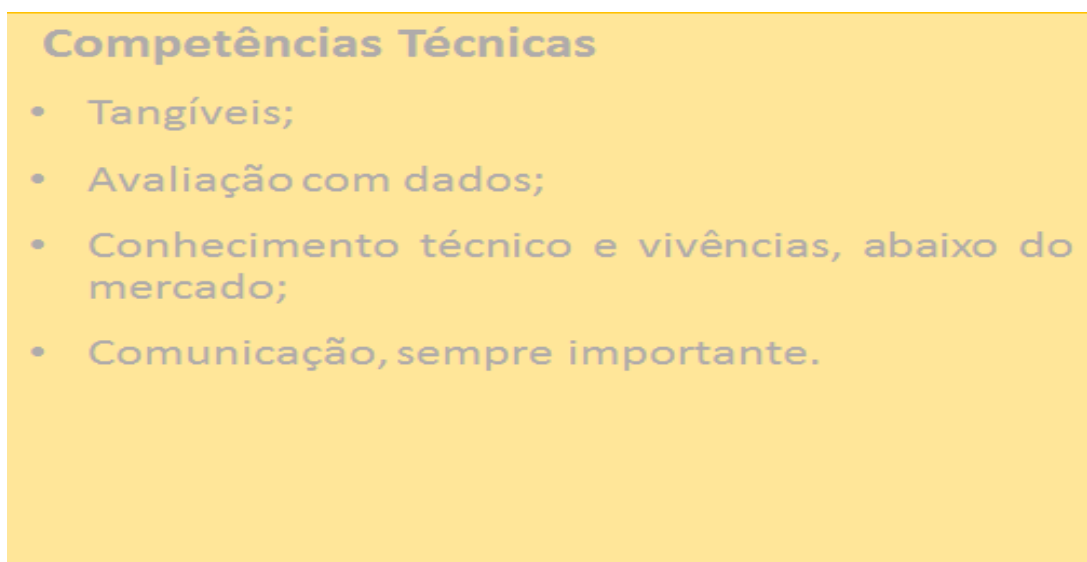 Competências Técnicas
• Tangíveis;
• Avaliação com dados;
• Conhecimento técnico e vivências, abaixo do
mercado;
• Comunicação, sempre importante.